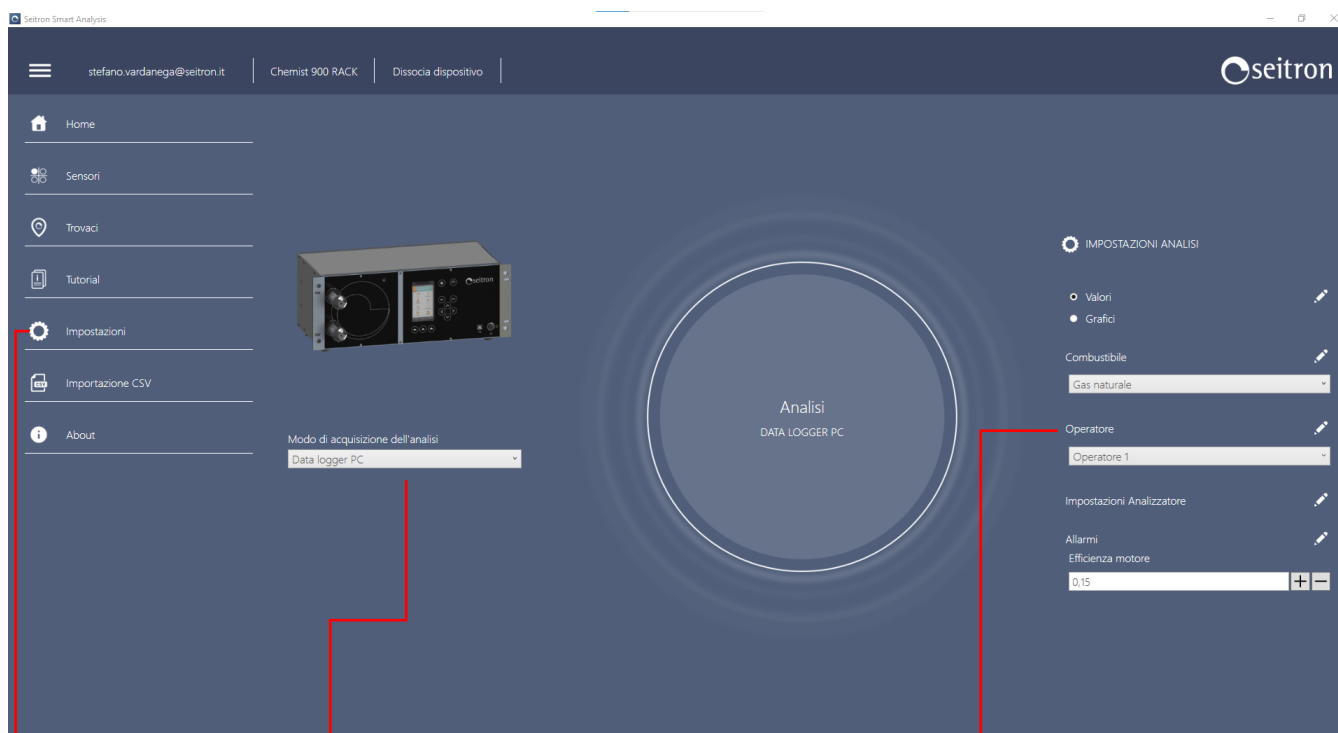 Seitron Smart Analysis
stefano.vardanega@seitron.it
Chemist 900 RACK
Dissocia dispositivo
seitron
Home
Sensori
Trovaci
Tutorial
Impostazioni
CSV
Importazione CSV
About
seitron
Modo di acquisizione dell'analisi
Data logger PC
Analisi
DATA LOGGER PC
IMPOSTAZIONI ANALISI
Valori
Grafici
Combustibile
Gas naturale
Operatore
Operatore 1
Impostazioni Analizzatore
Allarmi
Efficienza motore
0,15